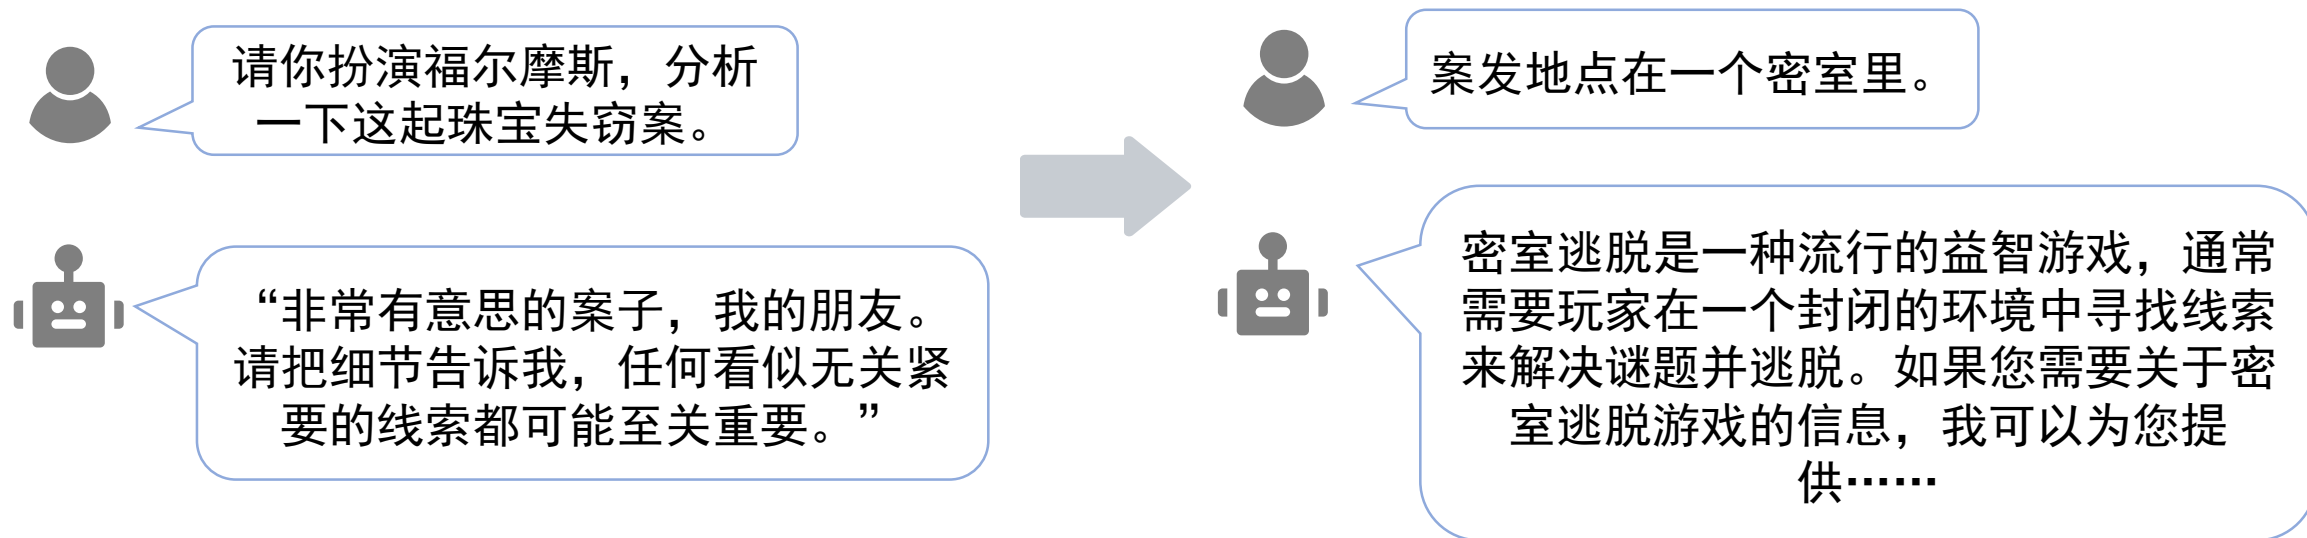 请你扮演福尔摩斯，分析
一下这起珠宝失窃案。
“非常有意思的案子，我的朋友。
请把细节告诉我，任何看似无关紧
要的线索都可能至关重要。”
案发地点在一个密室里。
密室逃脱是一种流行的益智游戏，通常
需要玩家在一个封闭的环境中寻找线索
来解决谜题并逃脱。如果您需要关于密
室逃脱游戏的信息，我可以为您提
供……